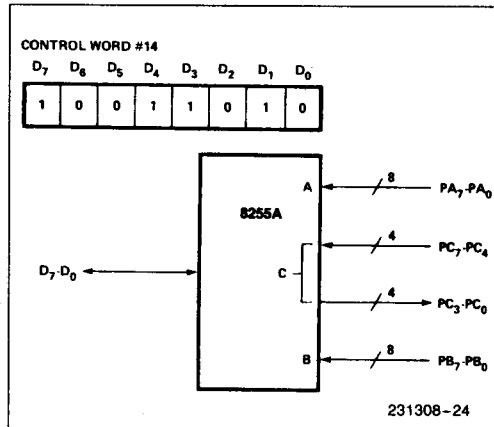 CONTROL WORD #14
D7 D6 D5 D4 D3 D2 D1 D0
1 0 0 1 1 0 1 0
A 8 PA7-PA0
8255A
4 PC7-PC4
D7-D0 C
4 PC3-PC0
B 8 PB7-PB0
231308-24